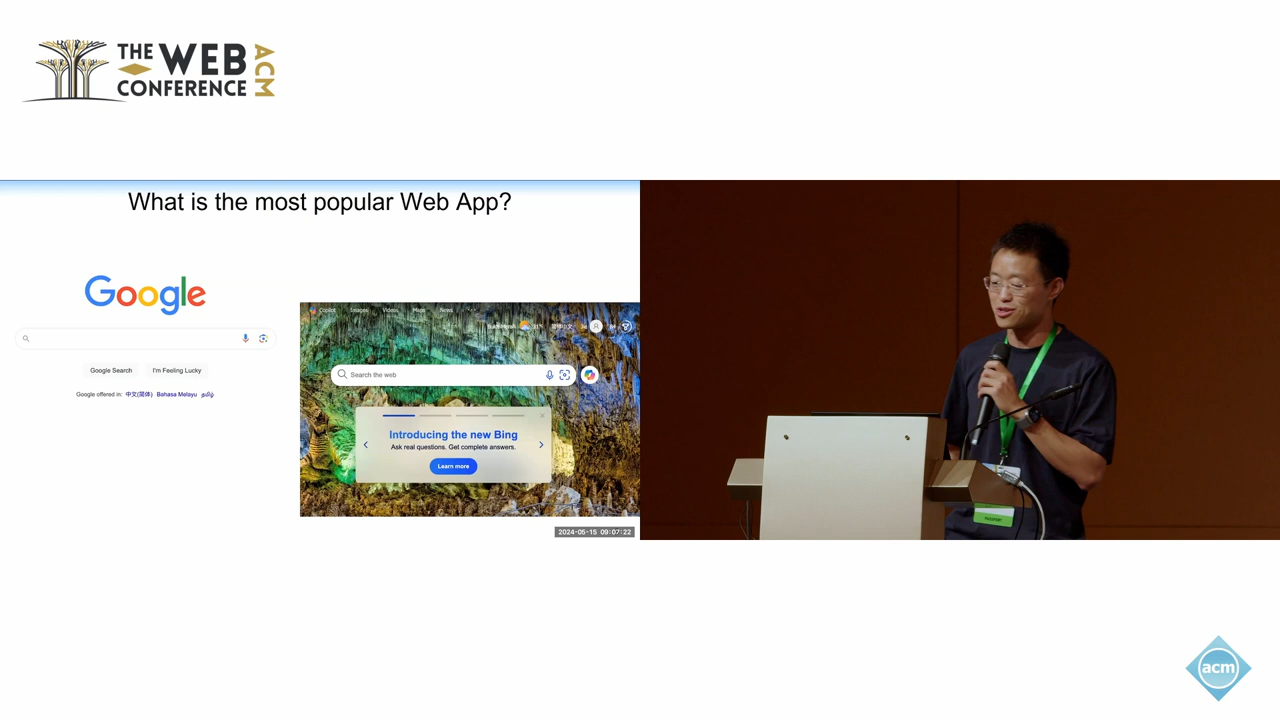 THE WEB
CONFERENCE
ACM
What is the most popular Web App?
Google
Google Search I'm Feeling Lucky
Google offered in: 中文(简体) Bahasa Melayu தமிழ்
Copilot Images Videos Maps News
31°
Search the web
Introducing the new Bing
Ask real questions. Get complete answers.
Learn more
2024-05-15 09:07:22
acm